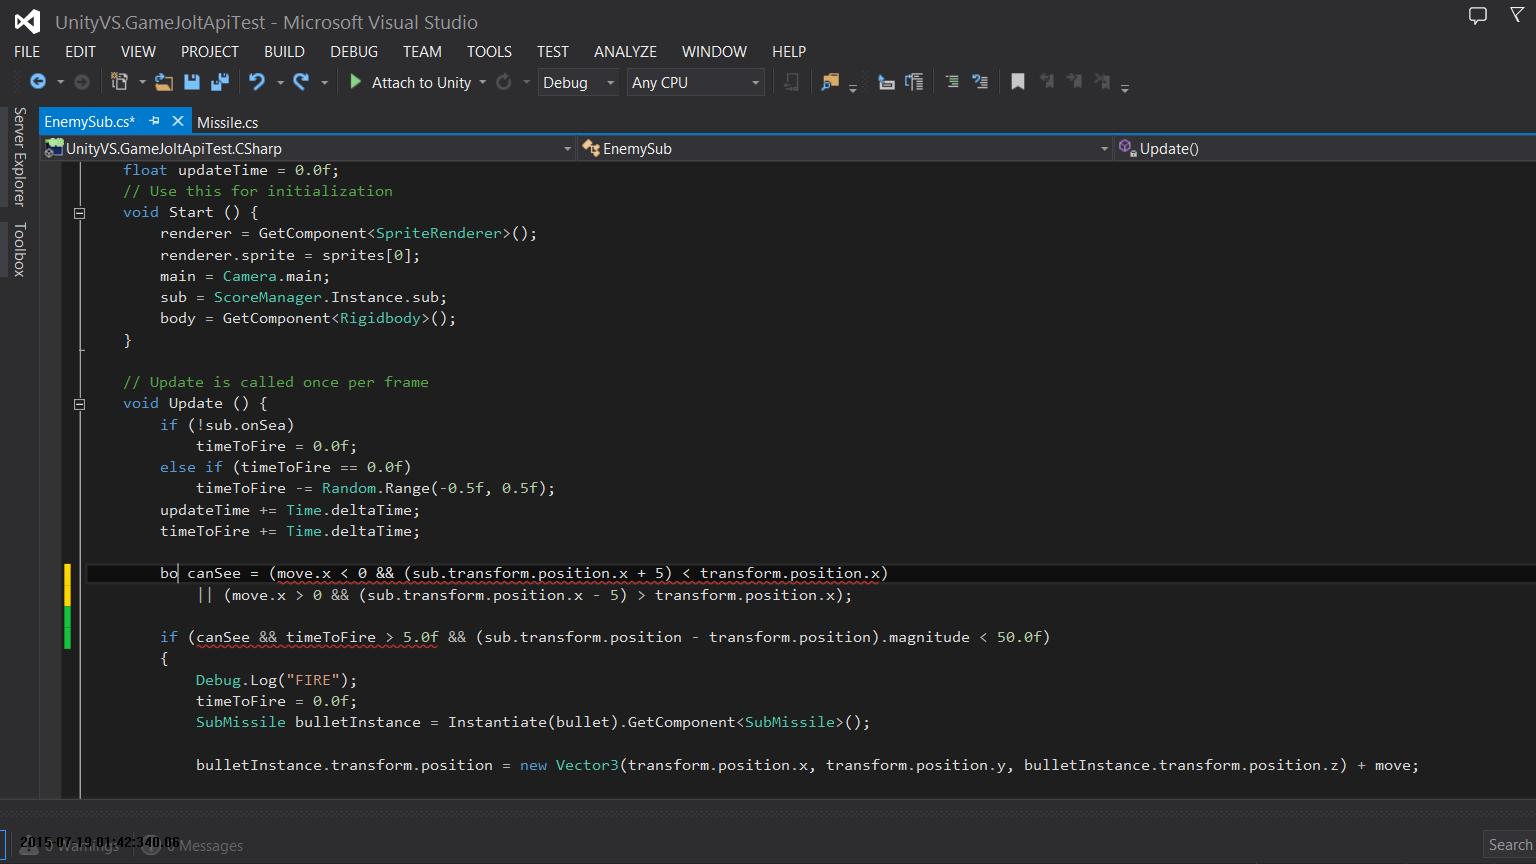 UnityVS.GameJoltApiTest - Microsoft Visual Studio
FILE EDIT VIEW PROJECT BUILD DEBUG TEAM TOOLS TEST ANALYZE WINDOW HELP
Attach to Unity Debug Any CPU
Server Explorer
Toolbox
EnemySub.cs* Missile.cs
UnityVS.GameJoltApiTest.CSharp EnemySub Update()
float updateTime = 0.0f;
// Use this for initialization
void Start () {
renderer = GetComponent<SpriteRenderer>();
renderer.sprite = sprites[0];
main = Camera.main;
sub = ScoreManager.Instance.sub;
body = GetComponent<Rigidbody>();
}
// Update is called once per frame
void Update () {
if (!sub.onSea)
timeToFire = 0.0f;
else if (timeToFire == 0.0f)
timeToFire -= Random.Range(-0.5f, 0.5f);
updateTime += Time.deltaTime;
timeToFire += Time.deltaTime;
bo canSee = (move.x < 0 && (sub.transform.position.x + 5) < transform.position.x)
|| (move.x > 0 && (sub.transform.position.x - 5) > transform.position.x);
if (canSee && timeToFire > 5.0f && (sub.transform.position - transform.position).magnitude < 50.0f)
{
Debug.Log("FIRE");
timeToFire = 0.0f;
SubMissile bulletInstance = Instantiate(bullet).GetComponent<SubMissile>();
bulletInstance.transform.position = new Vector3(transform.position.x, transform.position.y, bulletInstance.transform.position.z) + move;
2015-07-19 01:42:340.06
0 Warnings 0 Messages
Search